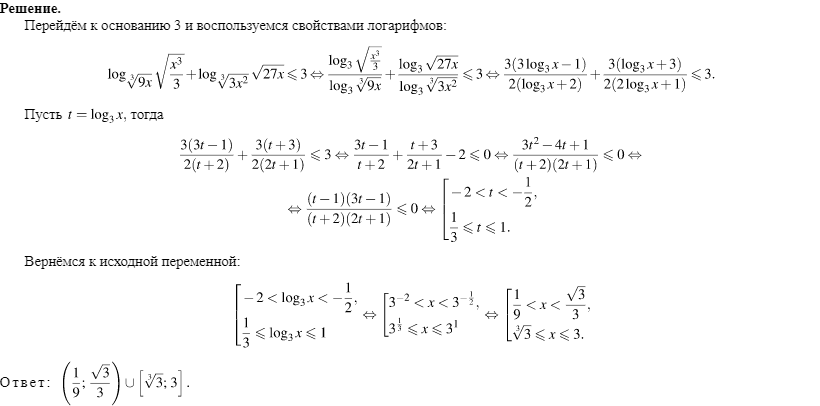 Решение.
Перейдём к основанию 3 и воспользуемся свойствами логарифмов:
$\log_{\sqrt[3]{9x}} \sqrt{\frac{x^3}{3}} + \log_{\sqrt[3]{3x^2}} \sqrt{27x} \leqslant 3 \Leftrightarrow \frac{\log_3 \sqrt{\frac{x^3}{3}}}{\log_3 \sqrt[3]{9x}} + \frac{\log_3 \sqrt{27x}}{\log_3 \sqrt[3]{3x^2}} \leqslant 3 \Leftrightarrow \frac{3(3\log_3 x - 1)}{2(\log_3 x + 2)} + \frac{3(\log_3 x + 3)}{2(2\log_3 x + 1)} \leqslant 3.$
Пусть $t = \log_3 x$, тогда
$\frac{3(3t-1)}{2(t+2)} + \frac{3(t+3)}{2(2t+1)} \leqslant 3 \Leftrightarrow \frac{3t-1}{t+2} + \frac{t+3}{2t+1} - 2 \leqslant 0 \Leftrightarrow \frac{3t^2-4t+1}{(t+2)(2t+1)} \leqslant 0 \Leftrightarrow$
$\Leftrightarrow \frac{(t-1)(3t-1)}{(t+2)(2t+1)} \leqslant 0 \Leftrightarrow \left[ \begin{array}{l} -2 < t < -\frac{1}{2}, \\ \frac{1}{3} \leqslant t \leqslant 1. \end{array} \right.$
Вернёмся к исходной переменной:
$\left[ \begin{array}{l} -2 < \log_3 x < -\frac{1}{2}, \\ \frac{1}{3} \leqslant \log_3 x \leqslant 1 \end{array} \right. \Leftrightarrow \left[ \begin{array}{l} 3^{-2} < x < 3^{-\frac{1}{2}}, \\ 3^{\frac{1}{3}} \leqslant x \leqslant 3^1 \end{array} \right. \Leftrightarrow \left[ \begin{array}{l} \frac{1}{9} < x < \frac{\sqrt{3}}{3}, \\ \sqrt[3]{3} \leqslant x \leqslant 3. \end{array} \right.$
Ответ: $\left( \frac{1}{9}; \frac{\sqrt{3}}{3} \right) \cup \left[ \sqrt[3]{3}; 3 \right].$